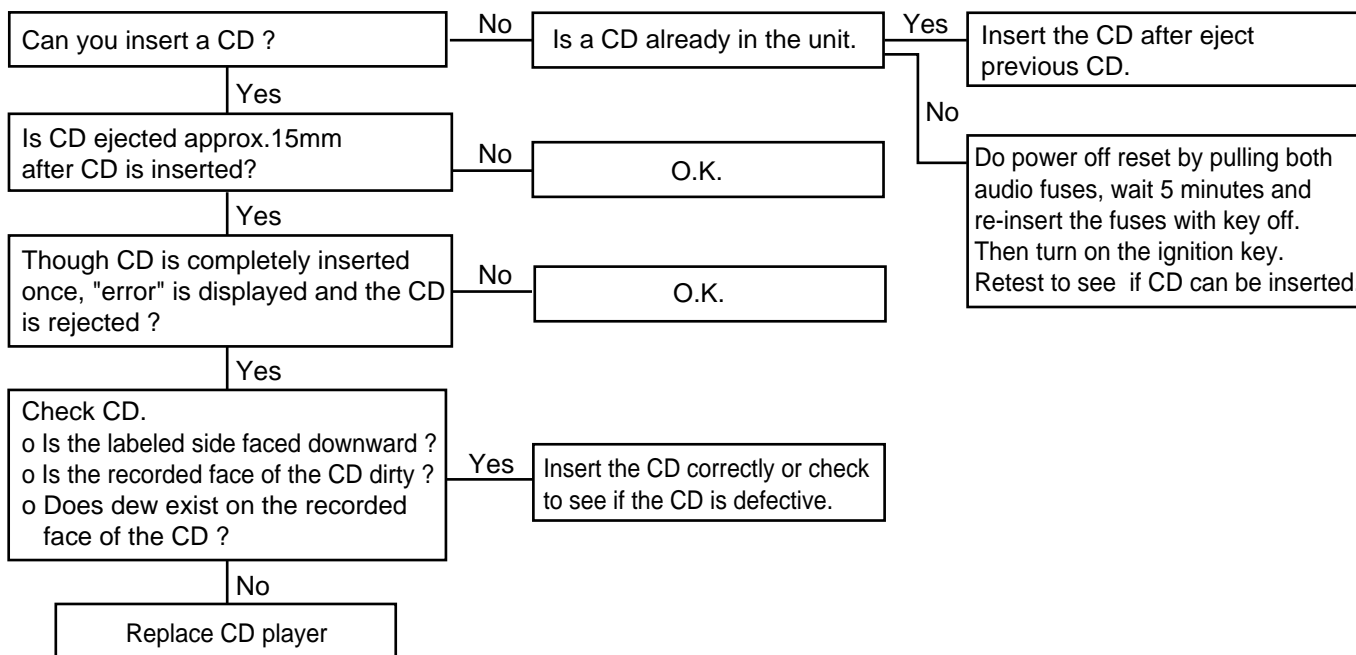 Can you insert a CD ?
No
Is a CD already in the unit.
Yes
Insert the CD after eject
previous CD.
Yes
No
Is CD ejected approx.15mm
after CD is inserted?
No
O.K.
Do power off reset by pulling both
audio fuses, wait 5 minutes and
re-insert the fuses with key off.
Then turn on the ignition key.
Retest to see if CD can be inserted.
Yes
Though CD is completely inserted
once, "error" is displayed and the CD
is rejected ?
No
O.K.
Yes
Check CD.
o Is the labeled side faced downward ?
o Is the recorded face of the CD dirty ?
o Does dew exist on the recorded
face of the CD ?
Yes
Insert the CD correctly or check
to see if the CD is defective.
No
Replace CD player